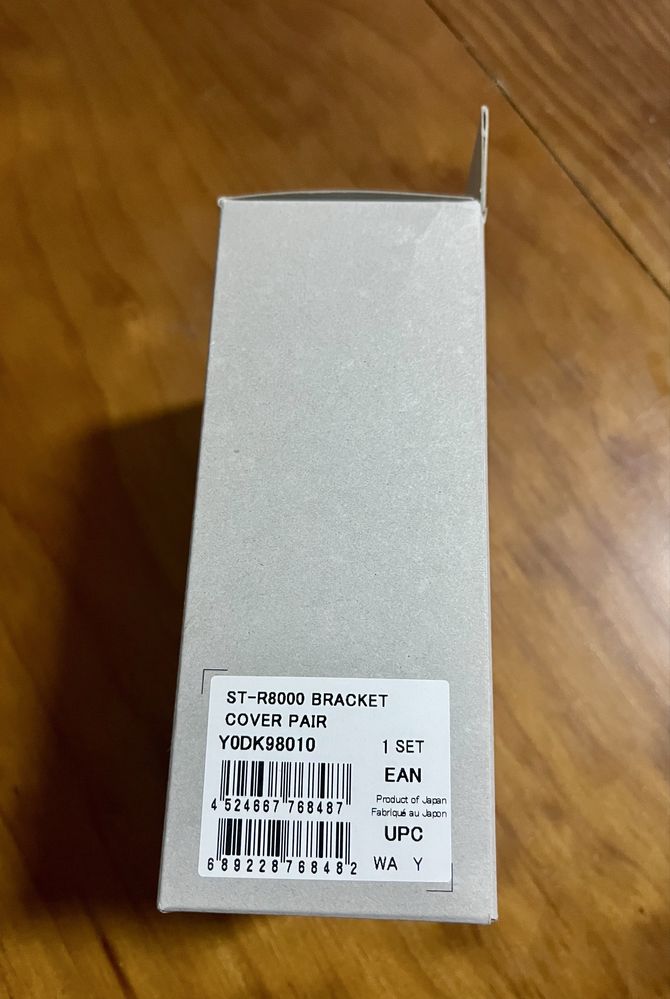 ST-R8000 BRACKET
COVER PAIR
Y0DK98010
1 SET
EAN
4 524667 768487
Product of Japan
Fabriqué au Japon
UPC
6 89228 76848 2
WA Y